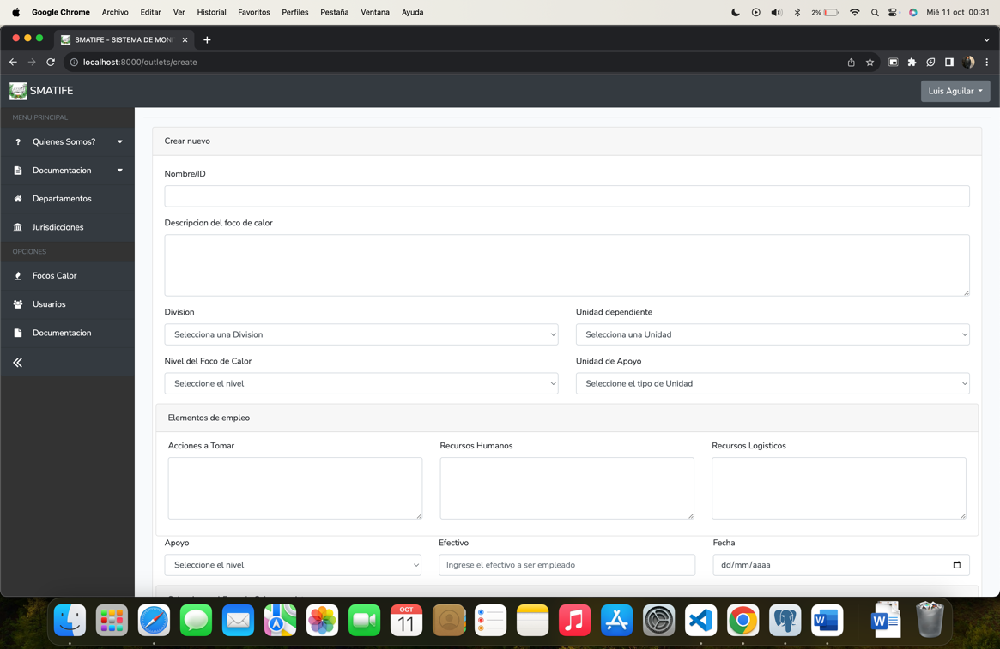 Google Chrome Archivo Editar Ver Historial Favoritos Perfiles Pestaña Ventana Ayuda 2% Mié 11 oct 00:31
SMATIFE - SISTEMA DE MONI
localhost:8000/outlets/create
SMATIFE
Luis Aguilar
MENU PRINCIPAL
? Quienes Somos?
Documentacion
Departamentos
Jurisdicciones
OPCIONES
Focos Calor
Usuarios
Documentacion
Crear nuevo
Nombre/ID
Descripcion del foco de calor
Division Unidad dependiente
Selecciona una Division Selecciona una Unidad
Nivel del Foco de Calor Unidad de Apoyo
Seleccione el nivel Seleccione el tipo de Unidad
Elementos de empleo
Acciones a Tomar Recursos Humanos Recursos Logisticos
Apoyo Efectivo Fecha
Seleccione el nivel Ingrese el efectivo a ser empleado dd/mm/aaaa
OCT
11